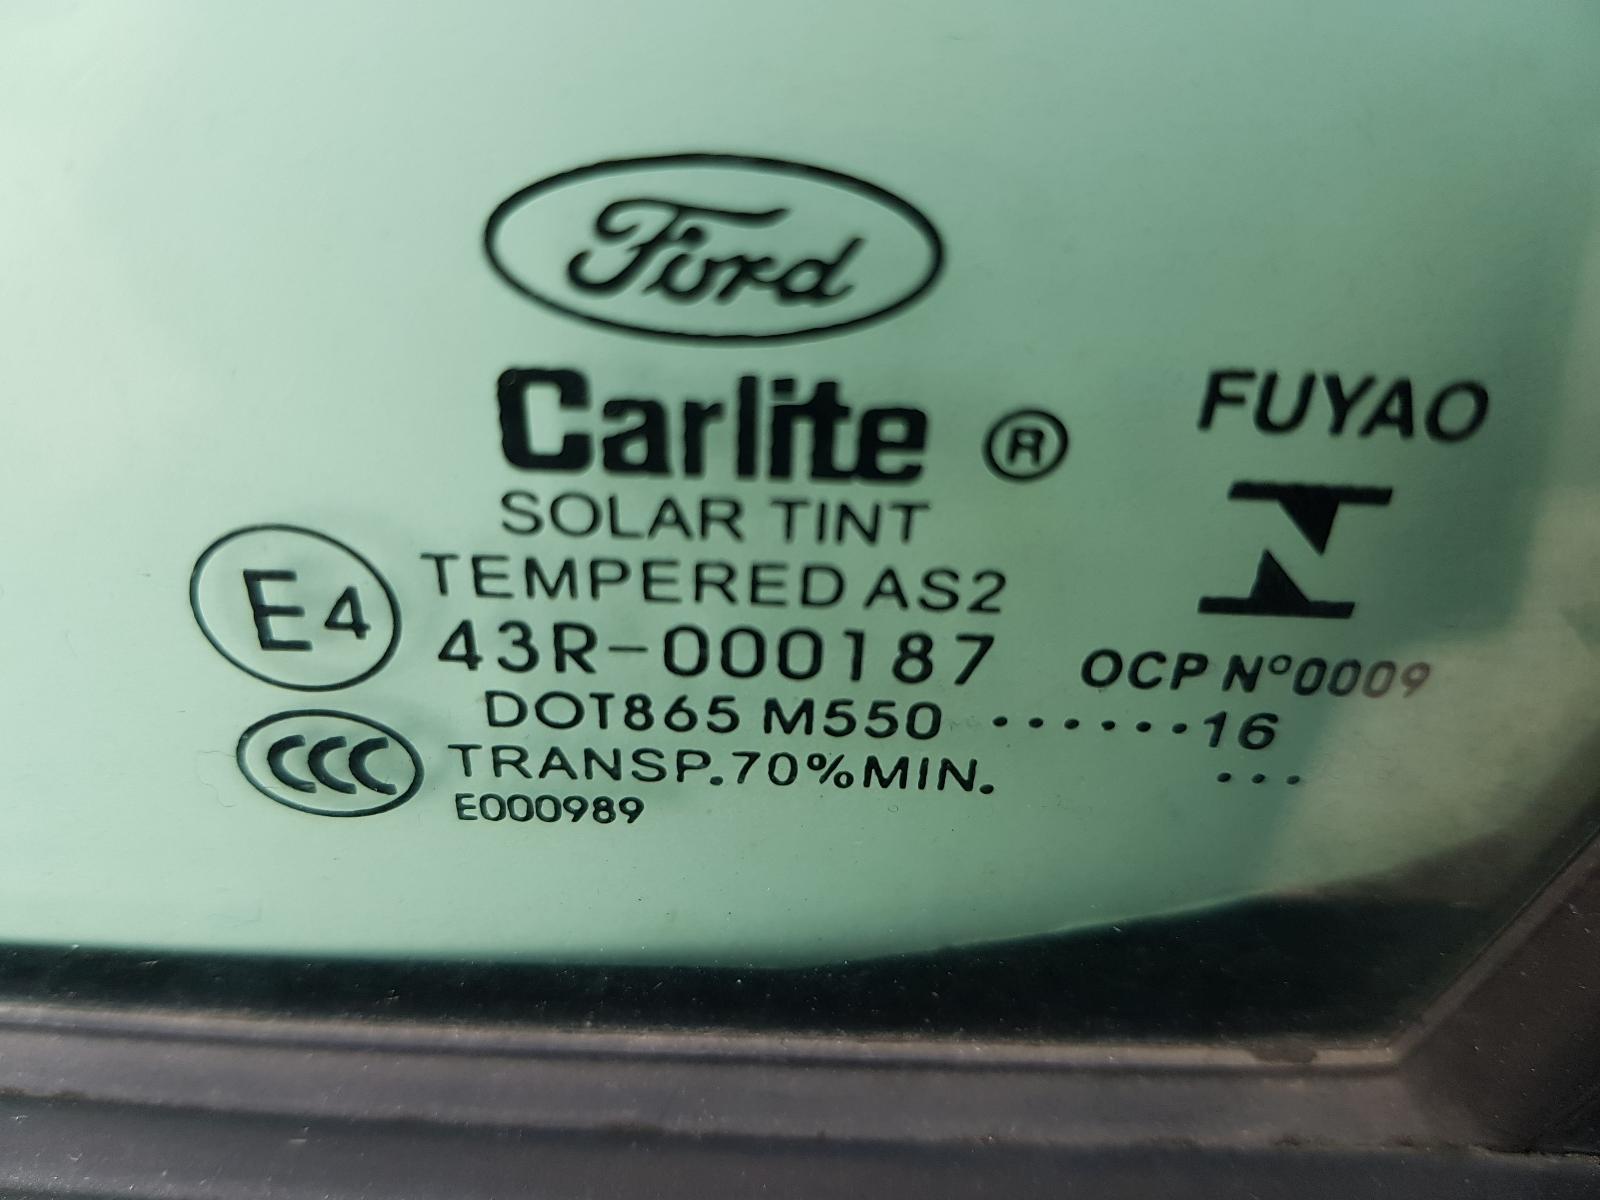 Ford
Carlite ®
FUYAO
SOLAR TINT
TEMPERED AS2
E4
43R-000187
OCP Nº0009
DOT865 M550 ······16
CCC
TRANSP.70%MIN.
...
E000989